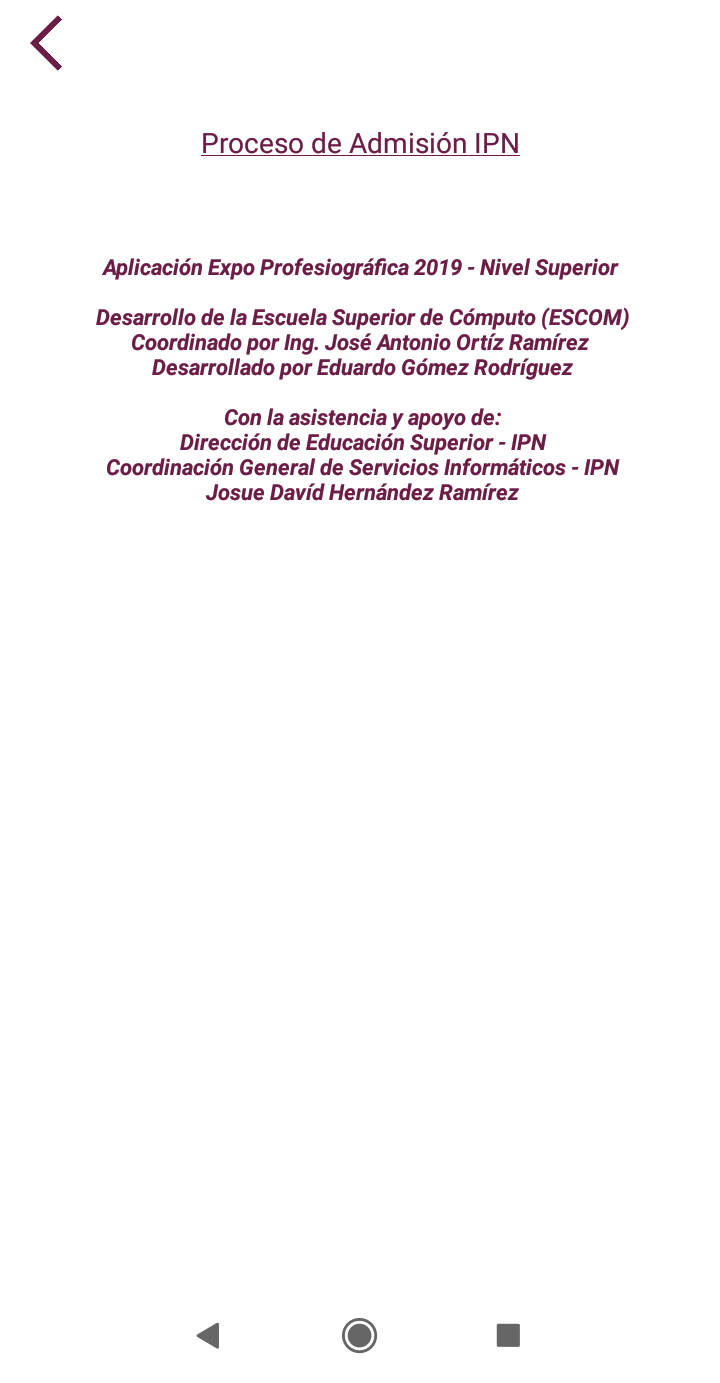 Proceso de Admisión IPN
Aplicación Expo Profesiográfica 2019 - Nivel Superior
Desarrollo de la Escuela Superior de Cómputo (ESCOM)
Coordinado por Ing. José Antonio Ortíz Ramírez
Desarrollado por Eduardo Gómez Rodríguez
Con la asistencia y apoyo de:
Dirección de Educación Superior - IPN
Coordinación General de Servicios Informáticos - IPN
Josue Davíd Hernández Ramírez